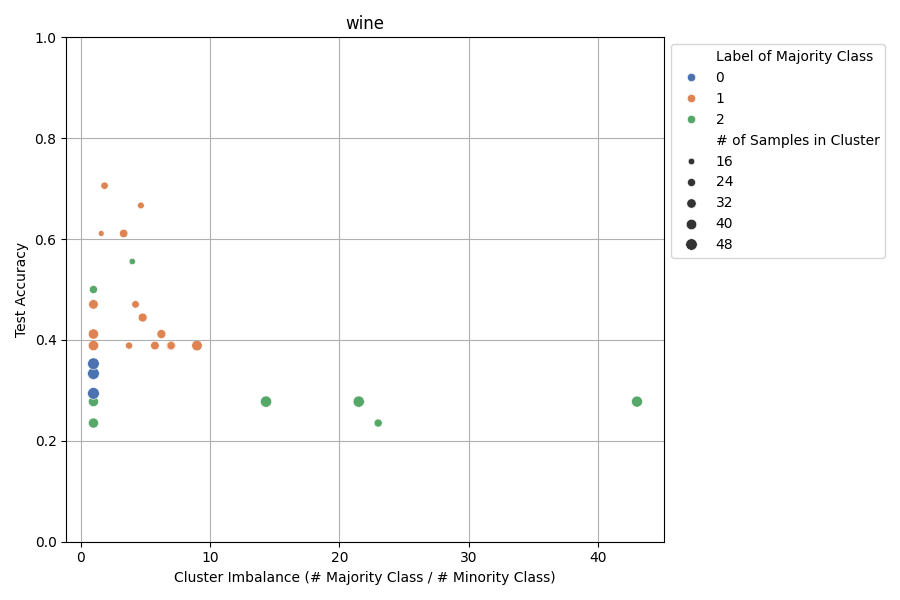 wine
1.0
0.8
0.6
0.4
0.2
0.0
Test Accuracy
0 10 20 30 40
Cluster Imbalance (# Majority Class / # Minority Class)
Label of Majority Class
0
1
2
# of Samples in Cluster
16
24
32
40
48